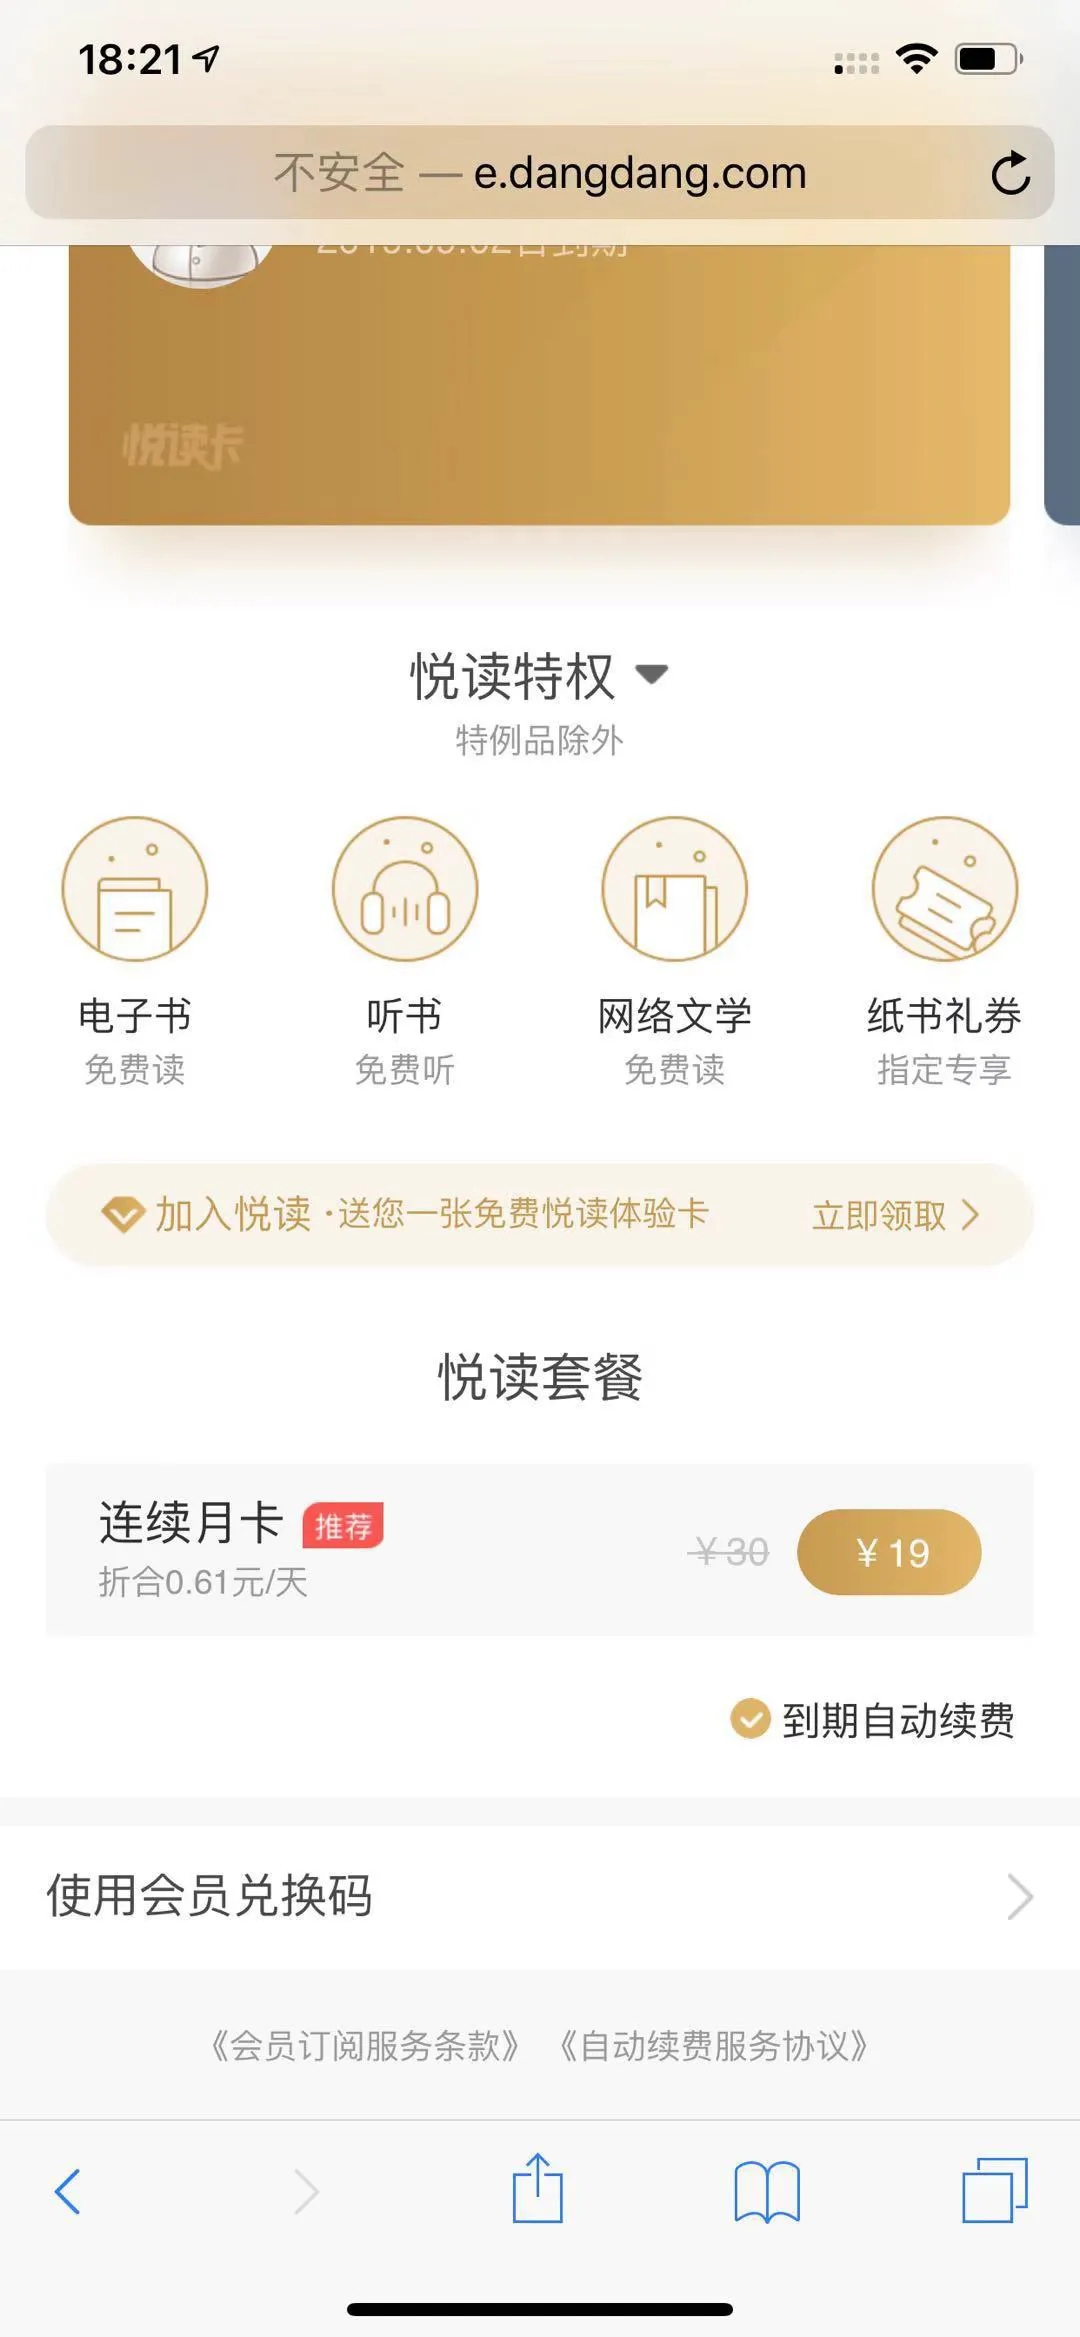 18:21
不安全 — e.dangdang.com
悦读卡
悦读特权
特例品除外
电子书 听书 网络文学 纸书礼券
免费读 免费听 免费读 指定专享
加入悦读 · 送您一张免费悦读体验卡 立即领取
悦读套餐
连续月卡 推荐
¥30 ¥19
折合0.61元/天
到期自动续费
使用会员兑换码
《会员订阅服务条款》 《自动续费服务协议》